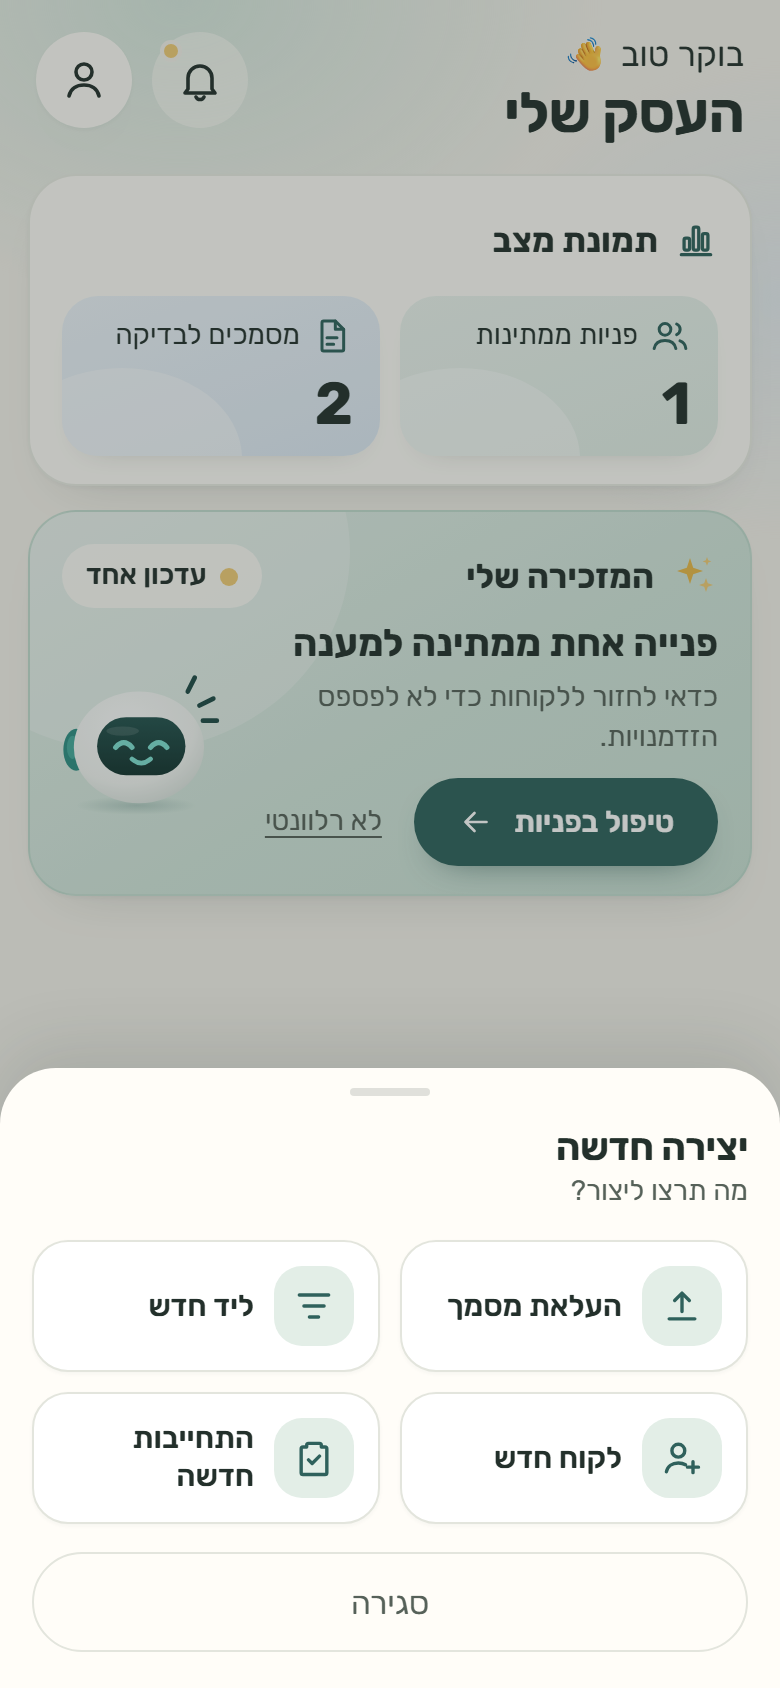 בוקר טוב 👋
העסק שלי
תמונת מצב
פניות ממתינות
1
מסמכים לבדיקה
2
המזכירה שלי
עדכון אחד
פנייה אחת ממתינה למענה
כדאי לחזור ללקוחות כדי לא לפספס
הזדמנויות.
טיפול בפניות
לא רלוונטי
יצירה חדשה
מה תרצו ליצור?
העלאת מסמך
ליד חדש
לקוח חדש
התחייבות
חדשה
סגירה